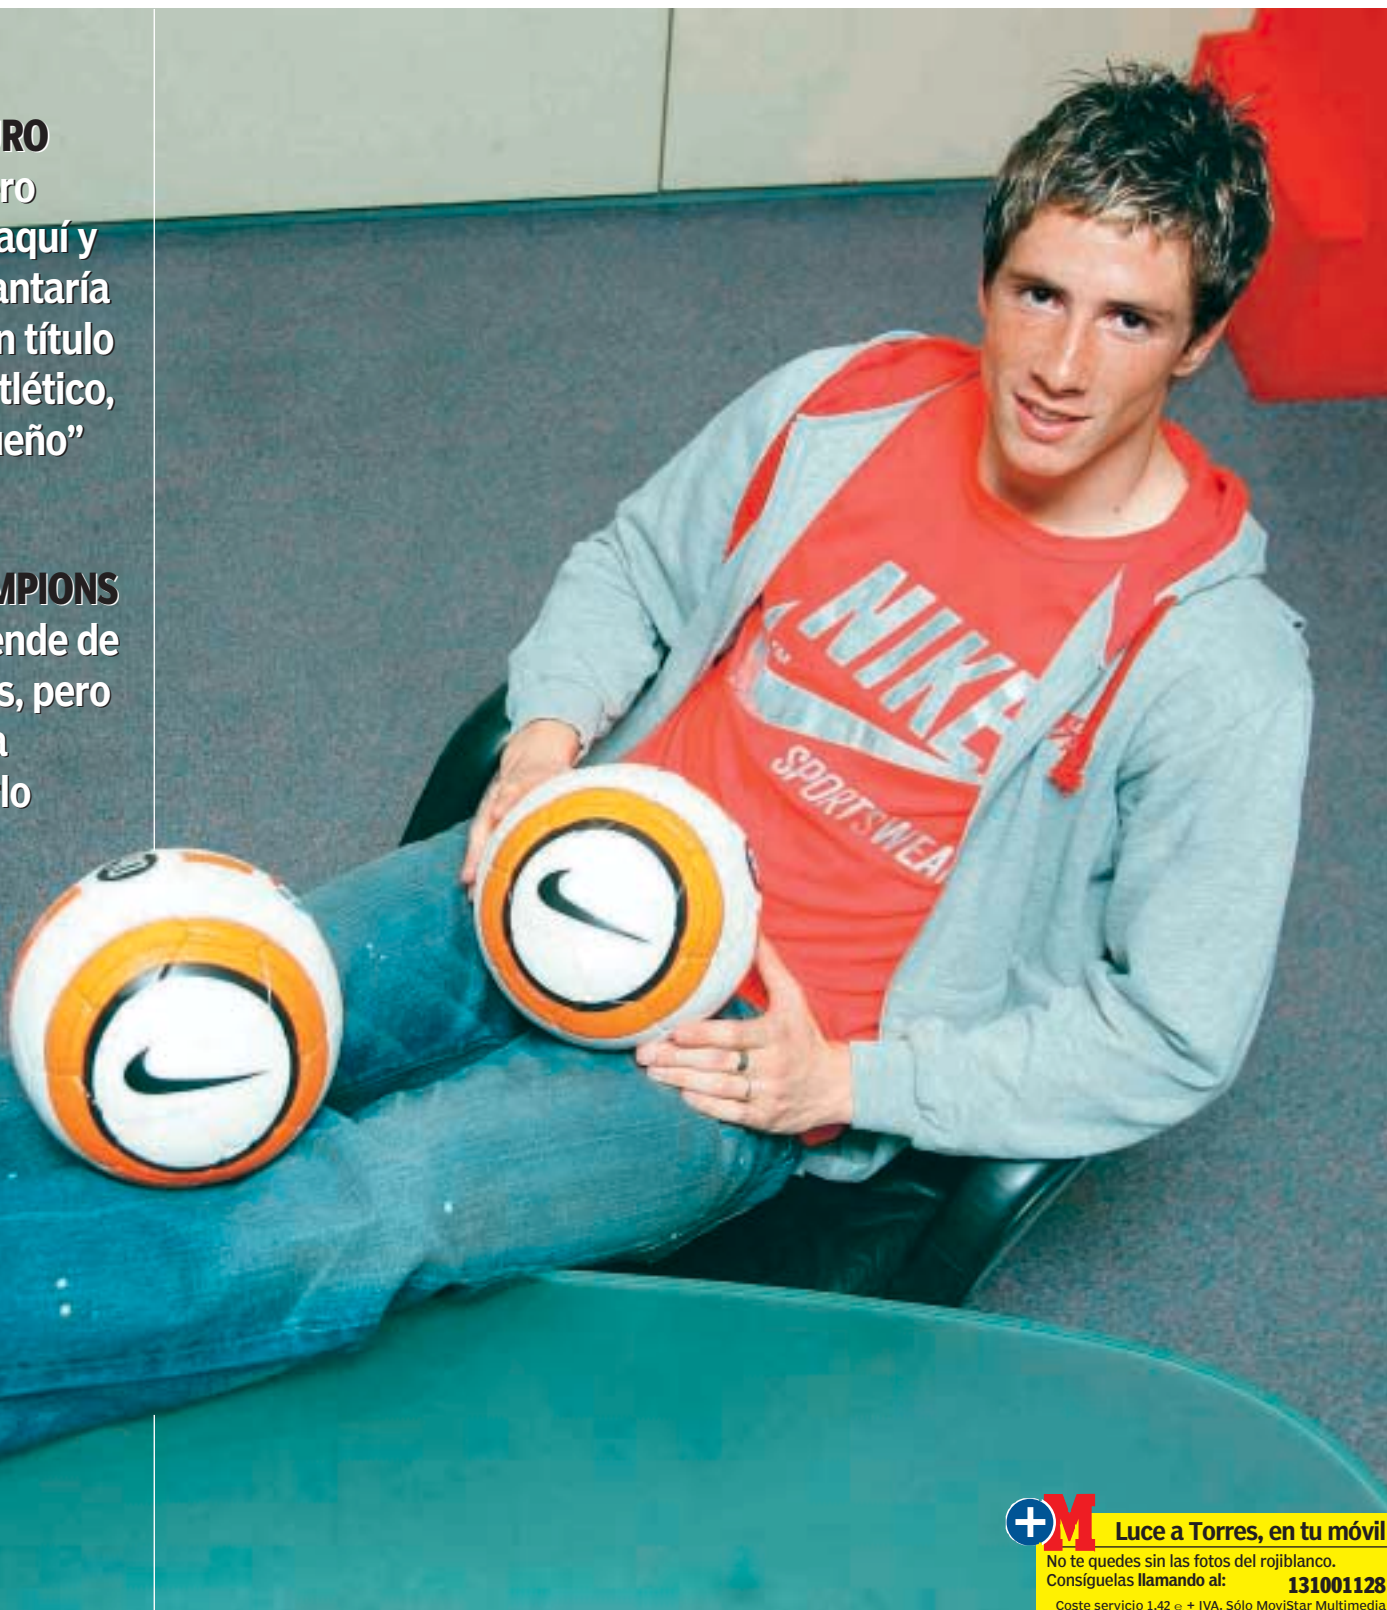 RO
ro
aquí y
antaría
n título
tlético,
ueño”
MPIONS
ende de
s, pero
a
lo
NIKE
SPORTSWEA
+M Luce a Torres, en tu móvil
No te quedes sin las fotos del rojiblanco.
Consíguelas llamando al: 131001128
Coste servicio 1,42 € + IVA. Sólo MoviStar Multimedia